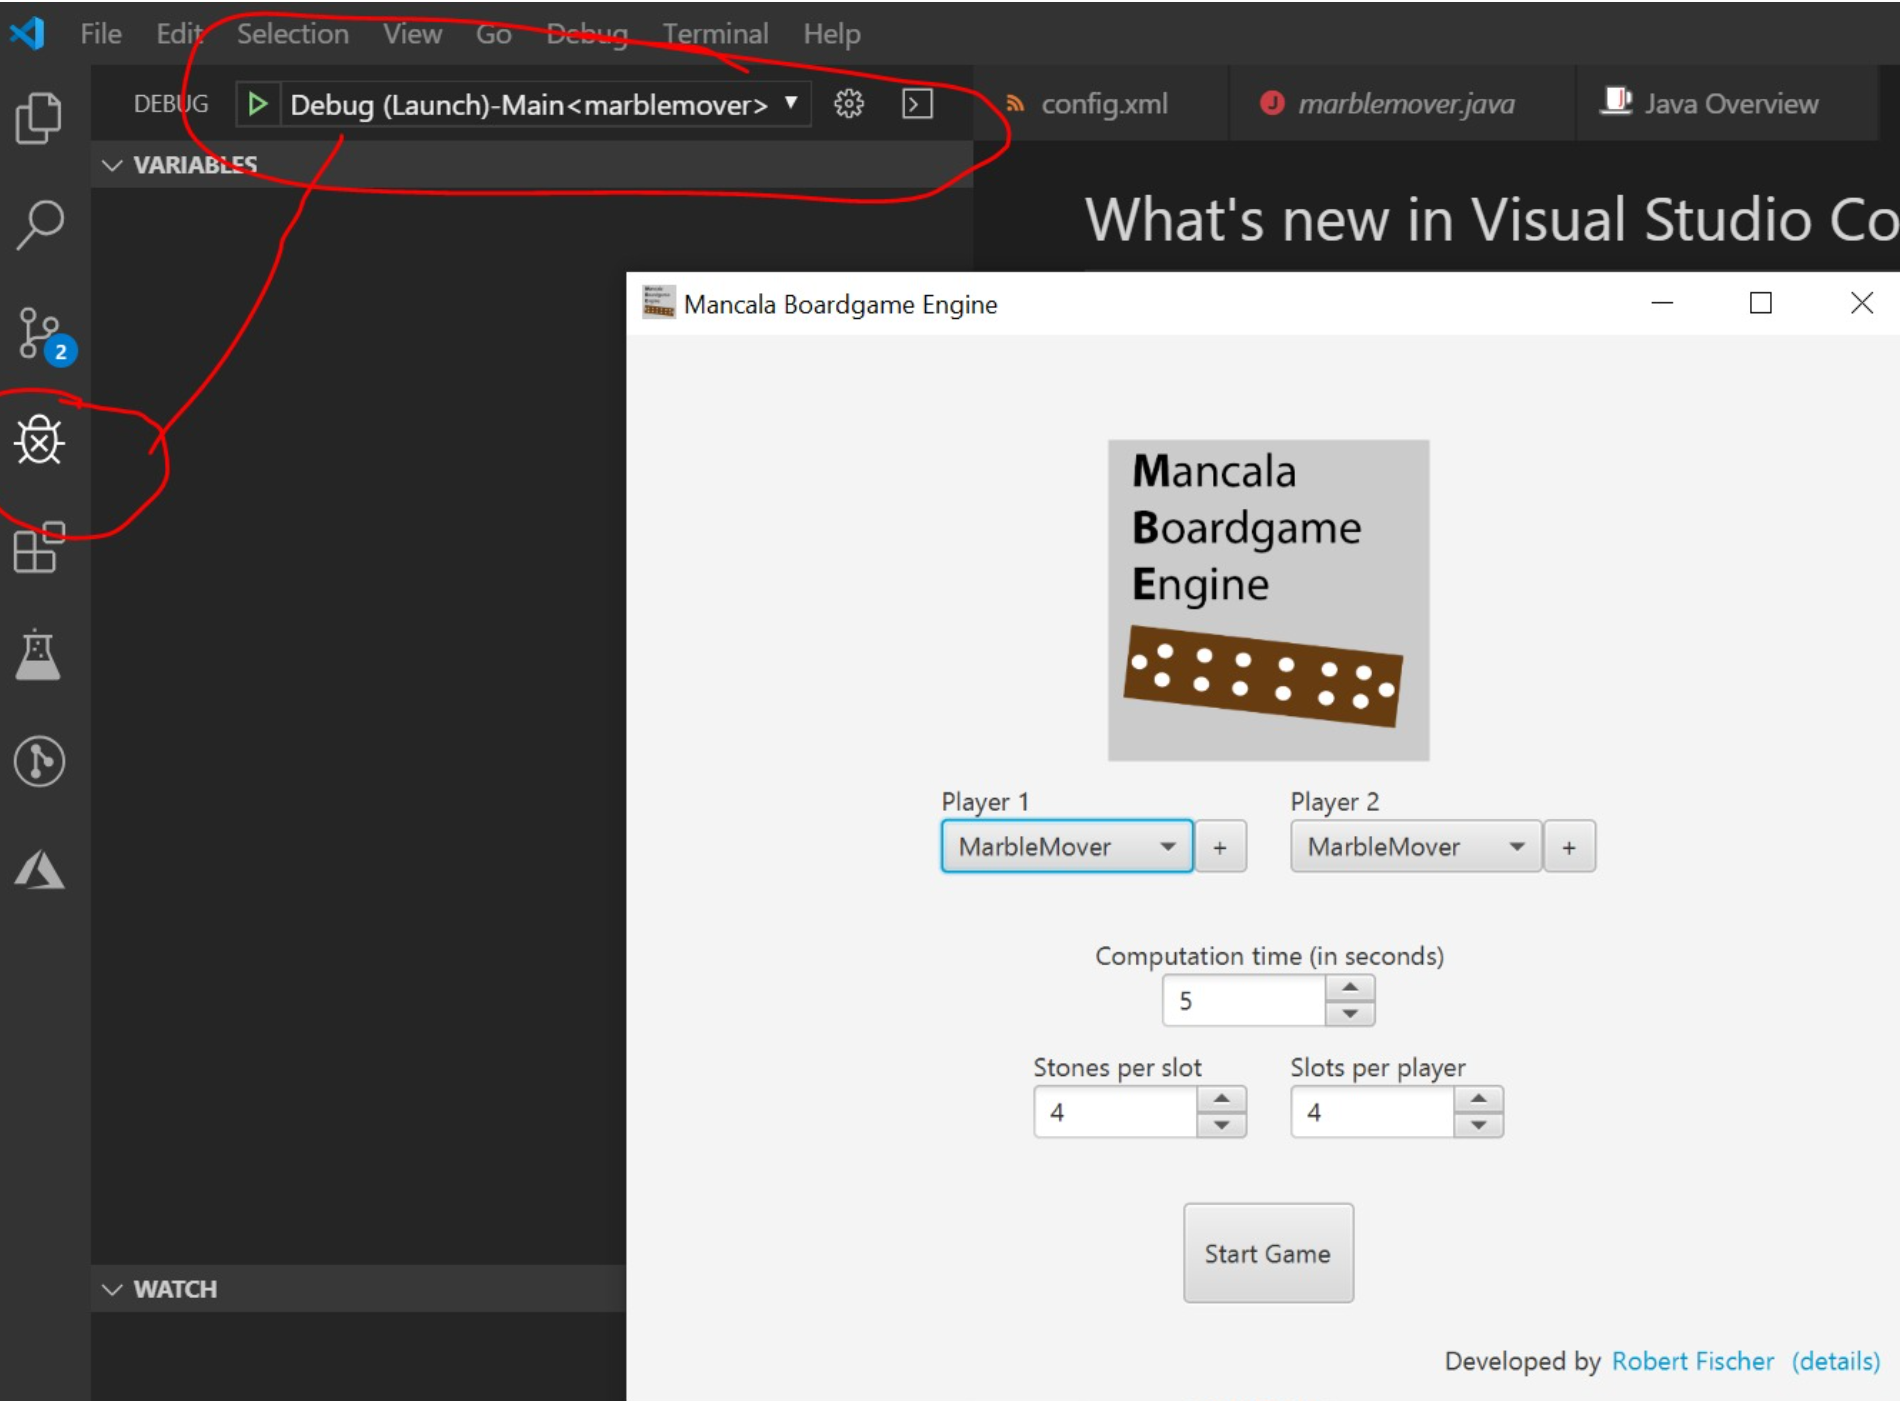 File Edit Selection View Go Debug Terminal Help
DEBUG Debug (Launch)-Main<marblemover>
config.xml marblemover.java Java Overview
VARIABLES
What's new in Visual Studio Co
2
Mancala Boardgame Engine
Mancala
Boardgame
Engine
Player 1 Player 2
MarbleMover + MarbleMover +
Computation time (in seconds)
5
Stones per slot Slots per player
4 4
Start Game
WATCH
Developed by Robert Fischer (details)